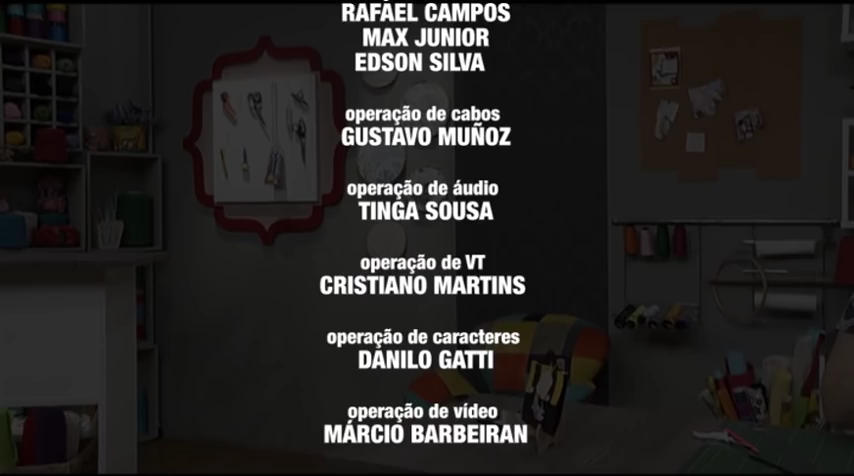 RAFAEL CAMPOS
MAX JUNIOR
EDSON SILVA
operação de cabos
GUSTAVO MUÑOZ
operação de áudio
TINGA SOUSA
operação de VT
CRISTIANO MARTINS
operação de caracteres
DANILO GATTI
operação de vídeo
MÁRCIO BARBEIRAN